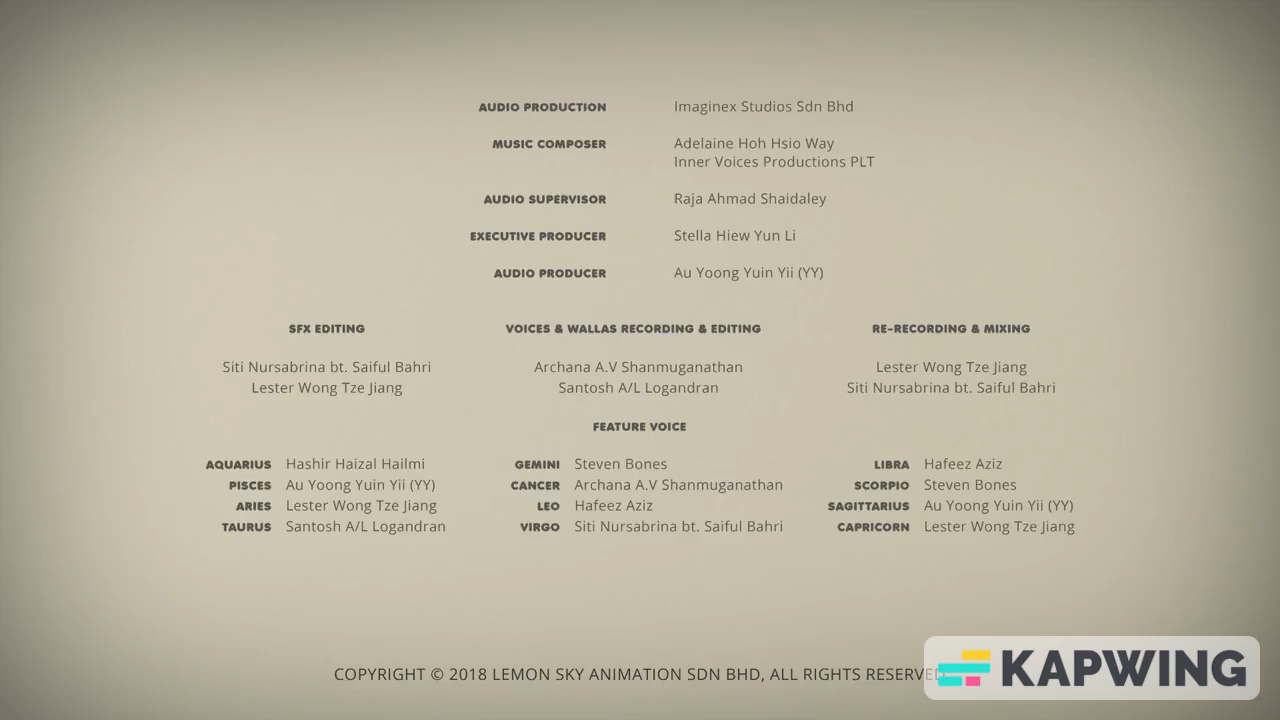 AUDIO PRODUCTION Imaginex Studios Sdn Bhd
MUSIC COMPOSER Adelaine Hoh Hsio Way
Inner Voices Productions PLT
AUDIO SUPERVISOR Raja Ahmad Shaidaley
EXECUTIVE PRODUCER Stella Hiew Yun Li
AUDIO PRODUCER Au Yoong Yuin Yii (YY)
SFX EDITING
Siti Nursabrina bt. Saiful Bahri
Lester Wong Tze Jiang
VOICES & WALLAS RECORDING & EDITING
Archana A.V Shanmuganathan
Santosh A/L Logandran
RE-RECORDING & MIXING
Lester Wong Tze Jiang
Siti Nursabrina bt. Saiful Bahri
FEATURE VOICE
AQUARIUS Hashir Haizal Hailmi
PISCES Au Yoong Yuin Yii (YY)
ARIES Lester Wong Tze Jiang
TAURUS Santosh A/L Logandran
GEMINI Steven Bones
CANCER Archana A.V Shanmuganathan
LEO Hafeez Aziz
VIRGO Siti Nursabrina bt. Saiful Bahri
LIBRA Hafeez Aziz
SCORPIO Steven Bones
SAGITTARIUS Au Yoong Yuin Yii (YY)
CAPRICORN Lester Wong Tze Jiang
COPYRIGHT © 2018 LEMON SKY ANIMATION SDN BHD, ALL RIGHTS RESERVED
KAPWING